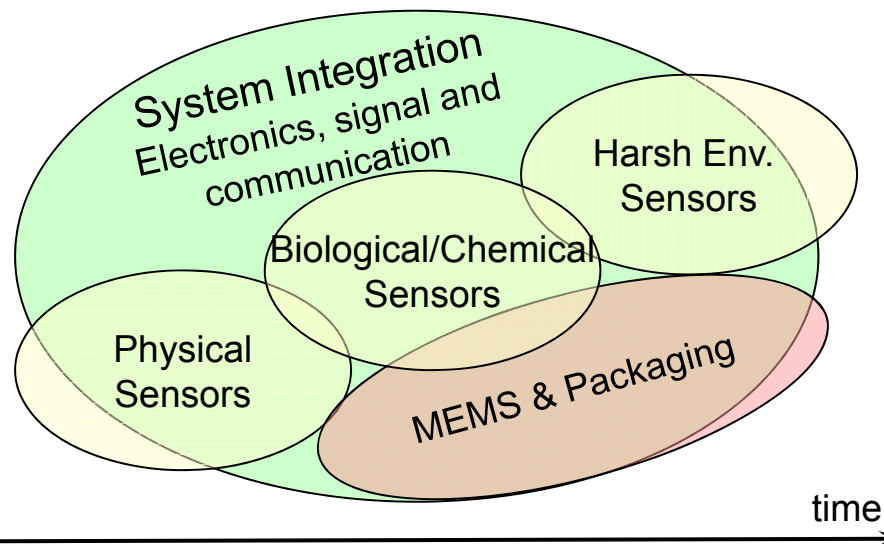 System Integration
Electronics, signal and
communication
Harsh Env.
Sensors
Biological/Chemical
Sensors
Physical
Sensors
MEMS & Packaging
time